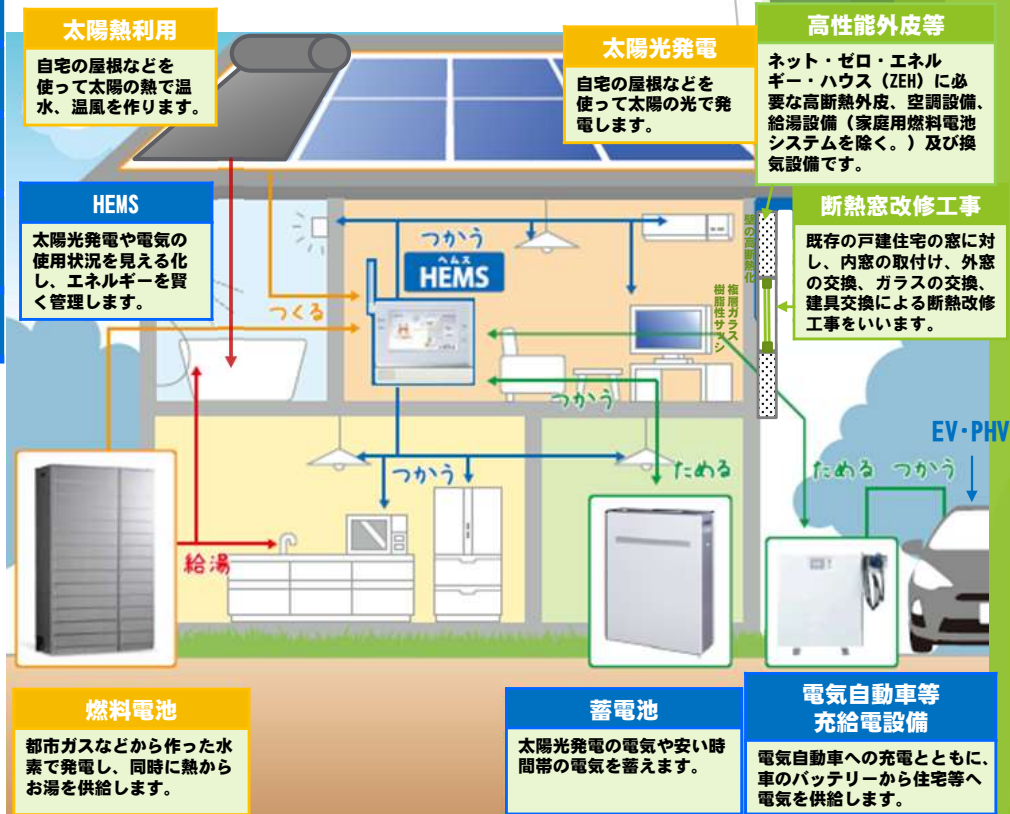 太陽熱利用
自宅の屋根などを
使って太陽の熱で温
水、温風を作ります。
太陽光発電
自宅の屋根などを
使って太陽の光で発
電します。
高性能外皮等
ネット・ゼロ・エネル
ギー・ハウス（ZEH）に必
要な高断熱外皮、空調設備、
給湯設備（家庭用燃料電池
システムを除く。）及び換
気設備です。
HEMS
太陽光発電や電気の
使用状況を見える化
し、エネルギーを賢
く管理します。
断熱窓改修工事
既存の戸建住宅の窓に対
し、内窓の取付け、外窓
の交換、ガラスの交換、
建具交換による断熱改修
工事をいいます。
つかう
ヘムス
HEMS
つくる
壁の高断熱化
複層ガラス
樹脂性サッシ
つかう
EV・PHV
つかう
ためる
ためる
つかう
給湯
燃料電池
都市ガスなどから作った水
素で発電し、同時に熱から
お湯を供給します。
蓄電池
太陽光発電の電気や安い時
間帯の電気を蓄えます。
電気自動車等
充給電設備
電気自動車への充電とともに、
車のバッテリーから住宅等へ
電気を供給します。